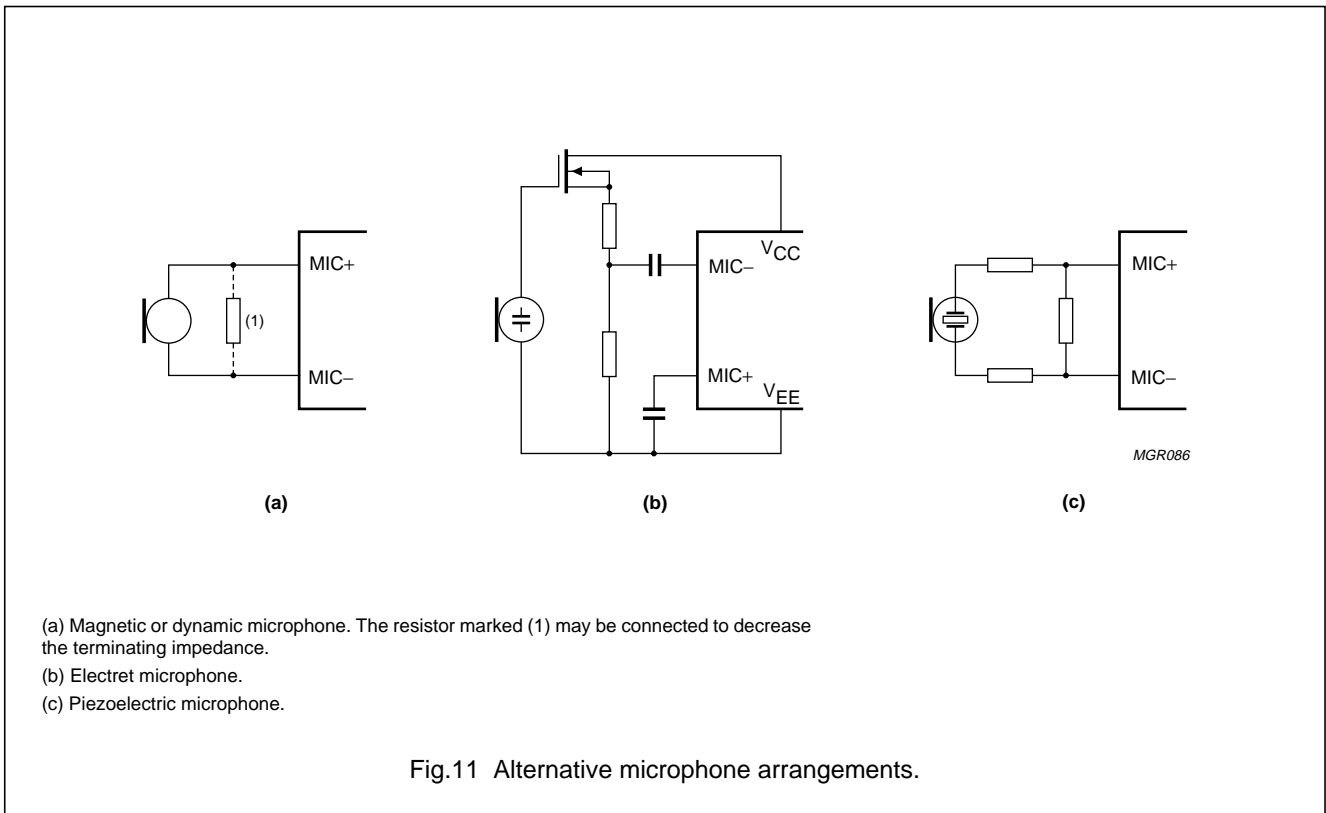 MIC+
(1)
MIC−
(a)
VCC
MIC−
MIC+
VEE
(b)
MIC+
MIC−
MGR086
(c)
(a) Magnetic or dynamic microphone. The resistor marked (1) may be connected to decrease
the terminating impedance.
(b) Electret microphone.
(c) Piezoelectric microphone.
Fig.11 Alternative microphone arrangements.